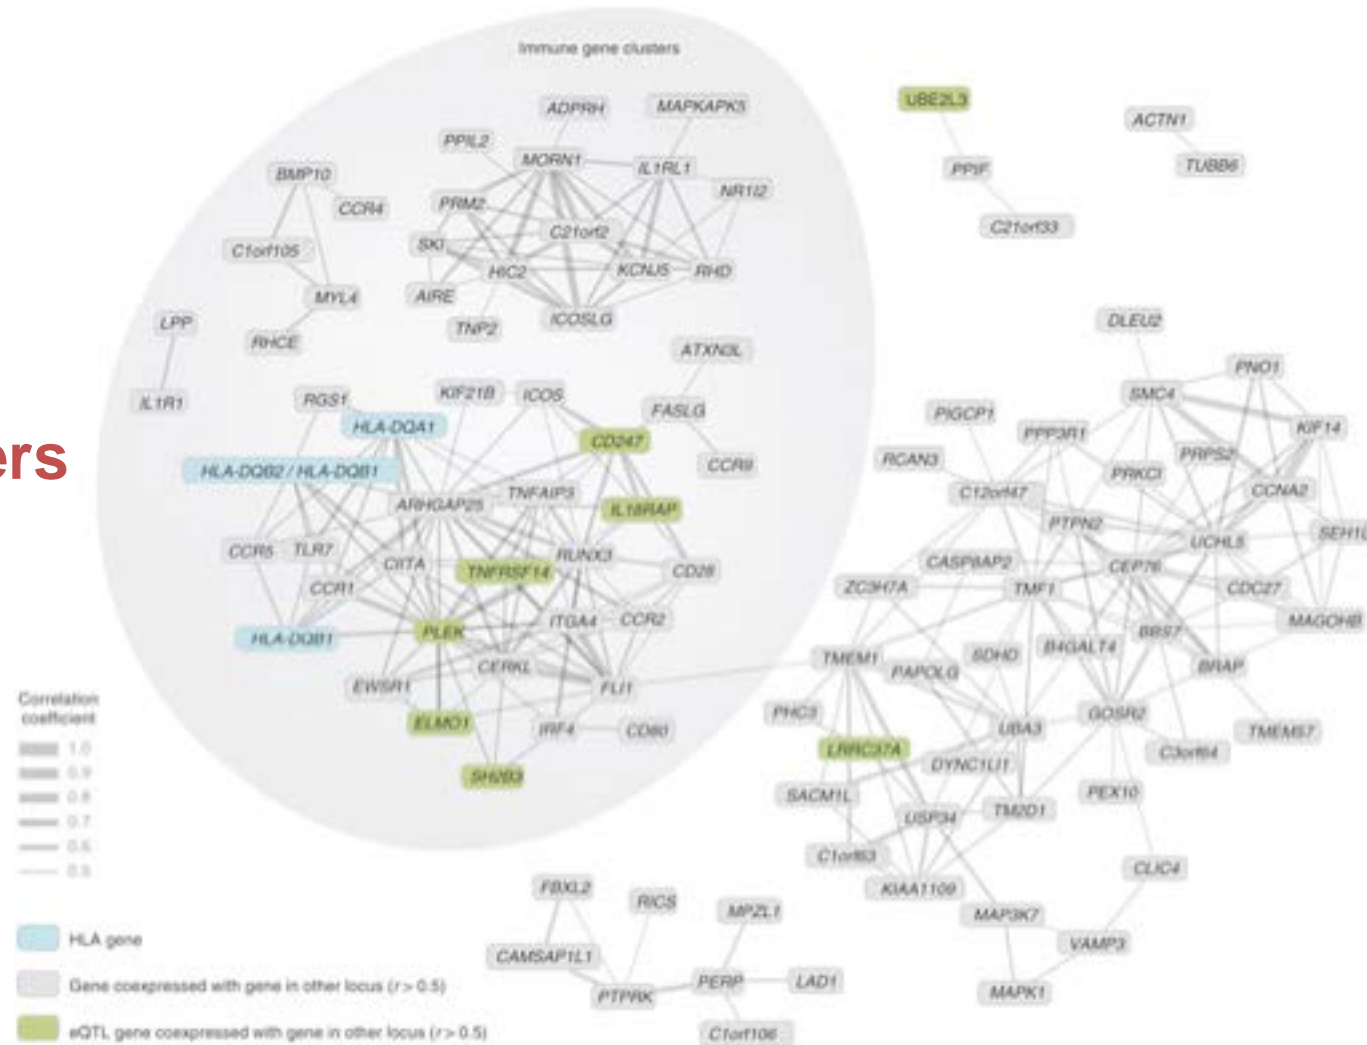 Immune gene clusters
ADPRH
MAPKAPK5
UBE2L3
ACTN1
PPIL2
MORN1
IL1RL1
PPIF
TUBB6
BMP10
NR1I2
CCR4
PRM2
C21orf33
C1orf105
SKI
C21orf2
HIC2
KCNJ5
RHD
MYL4
AIRE
ICOSLG
LPP
TNP2
DLEU2
RHCE
ATXN3L
PNO1
IL1R1
RGS1
KIF21B
ICOS
FASLG
SMC4
HLA-DQA1
PIGCP1
PPP3R1
KIF14
CD247
ers
HLA-DQB2 / HLA-DQB1
CCR9
RCAN3
PRKCI
PRPS2
ARHGAP25
TNFAIP3
IL18RAP
C12orf47
CCNA2
PTPN2
SEH1L
CCR5
TLR7
CIITA
RUNX3
UCHL5
TNFRSF14
CD28
CASP8AP2
CEP76
CCR1
ZC3H7A
TMF1
CDC27
HLA-DQB1
PLEK
ITGA4
CCR2
BBS7
MAGOHB
CERKL
TMEM1
SDHD
B4GALT4
BRAP
EWSR1
FLI1
PAPOLG
Correlation
coefficient
ELMO1
IRF4
CD80
PHC3
UBA3
GOSR2
TMEM57
1.0
LRRC37A
C3orf64
0.9
SH2B3
DYNC1LI1
0.8
SACM1L
PEX10
0.7
USP34
TM2D1
0.6
C1orf63
CLIC4
0.5
FBXL2
RICS
MPZL1
KIAA1109
MAP3K7
HLA gene
VAMP3
CAMSAP1L1
PERP
LAD1
Gene coexpressed with gene in other locus (r > 0.5)
PTPRK
MAPK1
eQTL gene coexpressed with gene in other locus (r > 0.5)
C1orf106